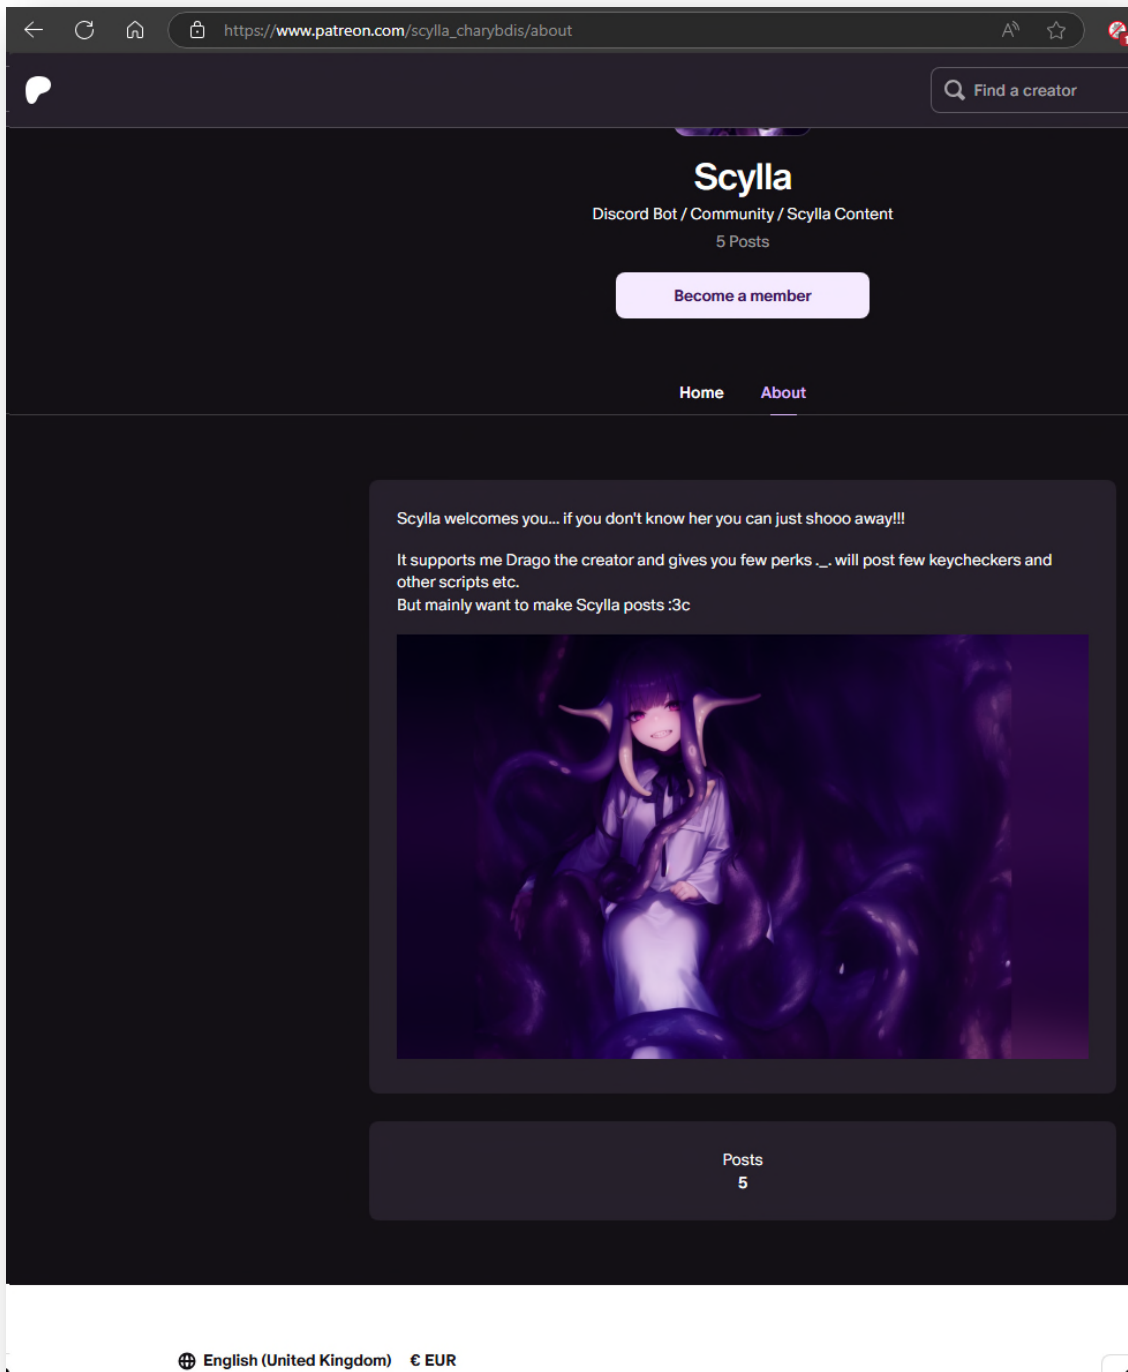 https://www.patreon.com/scylla_charybdis/about
Find a creator
Scylla
Discord Bot / Community / Scylla Content
5 Posts
Become a member
Home About
Scylla welcomes you... if you don't know her you can just shooo away!!!
It supports me Drago the creator and gives you few perks ._. will post few keycheckers and
other scripts etc.
But mainly want to make Scylla posts :3c
Posts
5
English (United Kingdom) € EUR